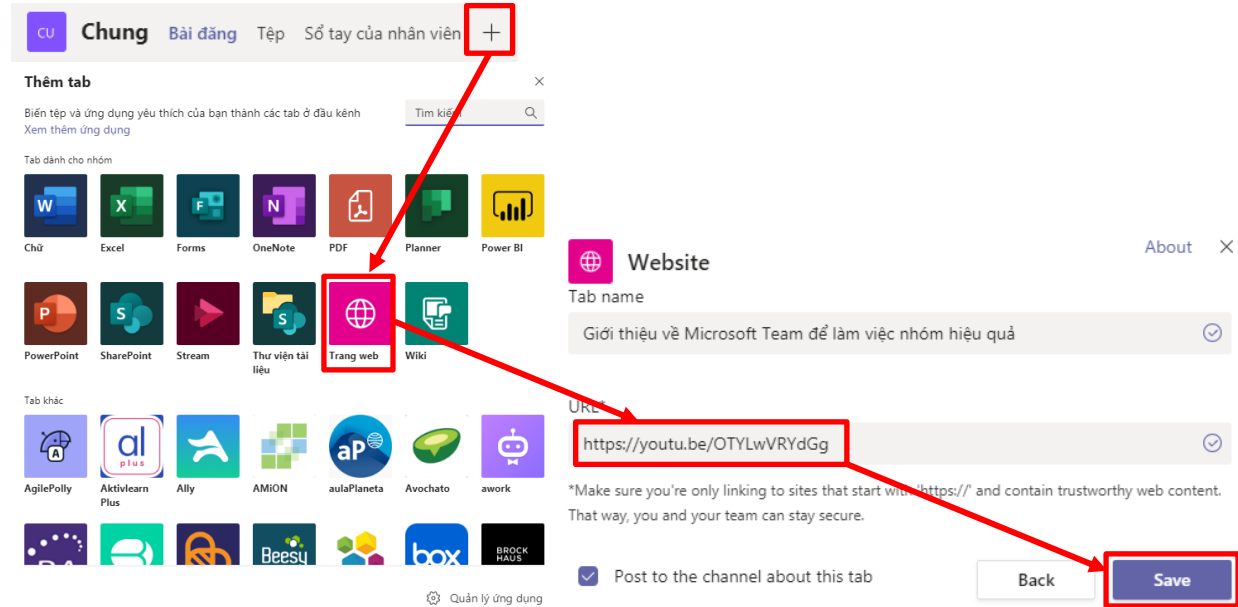 CU Chung Bài đăng Tệp Sổ tay của nhân viên +
Thêm tab
Biến tệp và ứng dụng yêu thích của bạn thành các tab ở đầu kênh
Tìm kiếm
Xem thêm ứng dụng
Tab dành cho nhóm
W X F N
Chữ Excel Forms OneNote PDF Planner Power BI
P S S
PowerPoint SharePoint Stream Thư viện tài liệu Trang web Wiki
Tab khác
A al plus aP
AgilePolly Aktivlearn Plus Ally AMiON aulaPlaneta Avochato awork
Beesy box BROCK HAUS
Quản lý ứng dụng
Website
About
Tab name
Giới thiệu về Microsoft Team để làm việc nhóm hiệu quả
URL*
https://youtu.be/OTYLwVRYdGg
*Make sure you're only linking to sites that start with 'https://' and contain trustworthy web content.
That way, you and your team can stay secure.
Post to the channel about this tab
Back
Save